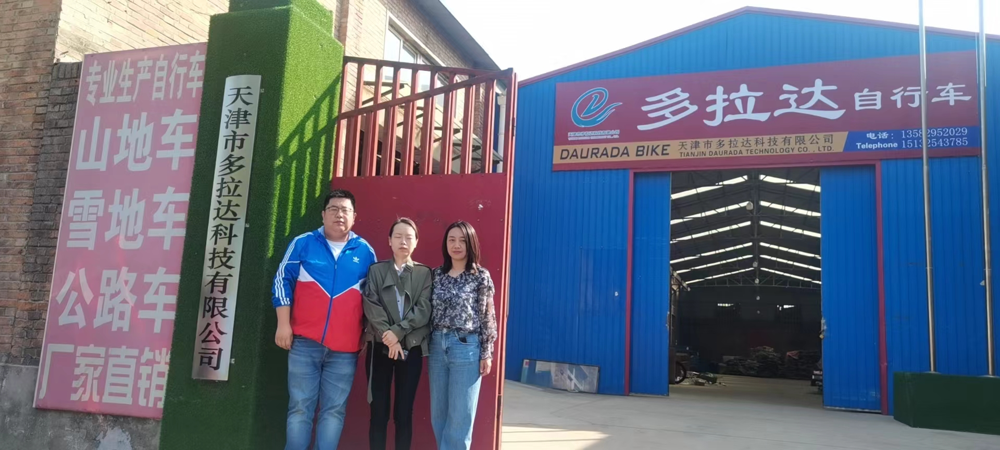 专业生产自行车
山地车
雪地车
公路车
厂家直销
天津市多拉达科技有限公司
多拉达自行车
DAURADA BIKE
天津市多拉达科技有限公司
TIANJIN DAURADA TECHNOLOGY CO., LTD.
电话：13582952029
Telephone 15132543785